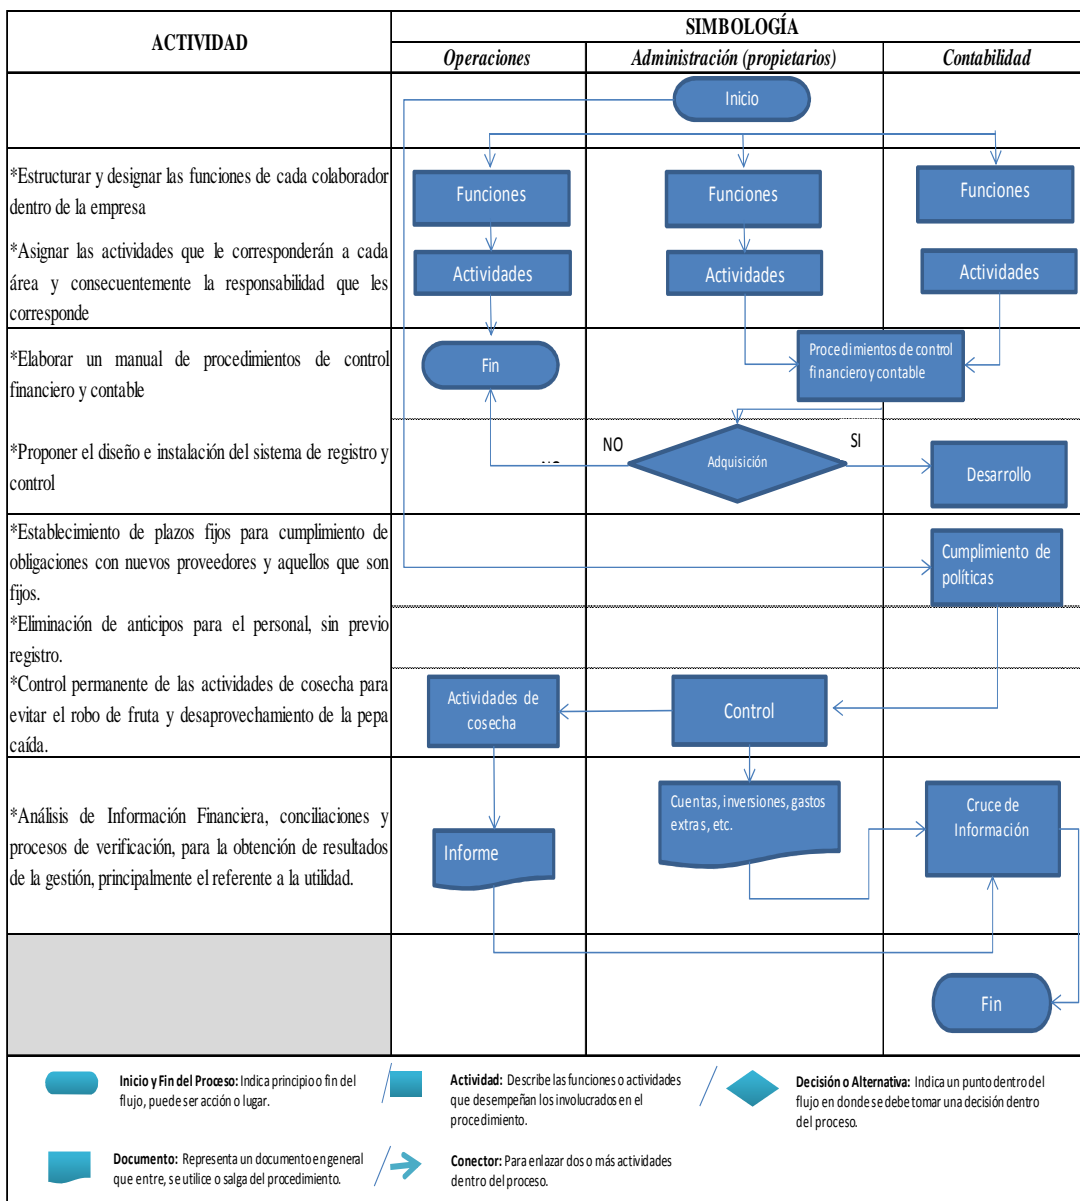 ACTIVIDAD
SIMBOLOGÍA
Operaciones
Administración (propietarios)
Contabilidad
Inicio
*Estructurar y designar las funciones de cada colaborador
dentro de la empresa
Funciones
Funciones
Funciones
*Asignar las actividades que le corresponderán a cada
área y consecuentemente la responsabilidad que les
corresponde
Actividades
Actividades
Actividades
*Elaborar un manual de procedimientos de control
financiero y contable
Fin
Procedimientos de control
financiero y contable
*Proponer el diseño e instalación del sistema de registro y
control
NO
Adquisición
SI
Desarrollo
*Establecimiento de plazos fijos para cumplimiento de
obligaciones con nuevos proveedores y aquellos que son
fijos.
Cumplimiento de
políticas
*Eliminación de anticipos para el personal, sin previo
registro.
*Control permanente de las actividades de cosecha para
evitar el robo de fruta y desaprovechamiento de la pepa
caída.
Actividades de
cosecha
Control
*Análisis de Información Financiera, conciliaciones y
procesos de verificación, para la obtención de resultados
de la gestión, principalmente el referente a la utilidad.
Informe
Cuentas, inversiones, gastos
extras, etc.
Cruce de
Información
Fin
Inicio y Fin del Proceso: Indica principio o fin del
flujo, puede ser acción o lugar.
Actividad: Describe las funciones o actividades
que desempeñan los involucrados en el
procedimiento.
Decisión o Alternativa: Indica un punto dentro del
flujo en donde se debe tomar una decisión dentro
del proceso.
Documento: Representa un documento en general
que entre, se utilice o salga del procedimiento.
Conector: Para enlazar dos o más actividades
dentro del proceso.